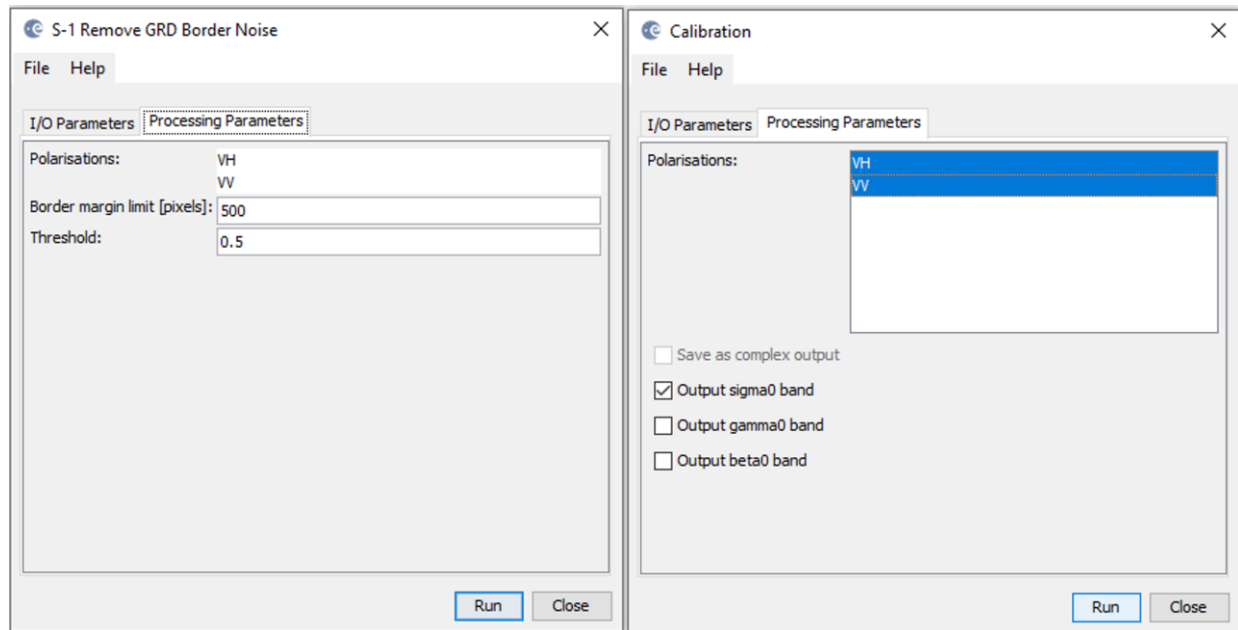 S-1 Remove GRD Border Noise
File Help
I/O Parameters Processing Parameters
Polarisations: VH
VV
Border margin limit [pixels]: 500
Threshold: 0.5
Run Close
Calibration
File Help
I/O Parameters Processing Parameters
Polarisations: VH
VV
Save as complex output
Output sigma0 band
Output gamma0 band
Output beta0 band
Run Close